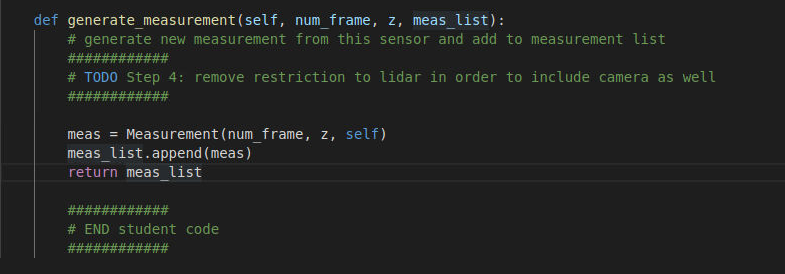 def generate_measurement(self, num_frame, z, meas_list):
# generate new measurement from this sensor and add to measurement list
############
# TODO Step 4: remove restriction to lidar in order to include camera as well
############
meas = Measurement(num_frame, z, self)
meas_list.append(meas)
return meas_list
############
# END student code
############